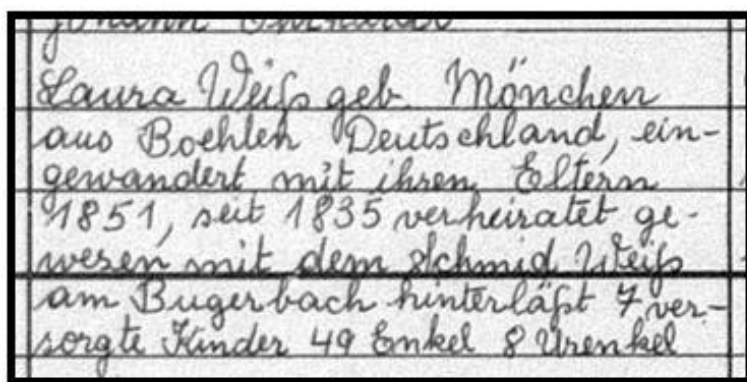 Johann
Laura Weiß geb. Mönchen
aus Boehlen Deutschland, ein-
gewandert mit ihren Eltern
1851, seit 1835 verheiratet ge-
wesen mit dem Schmid Weiß
am Bugerbach hinterläßt 7 ver-
sorgte Kinder 49 Enkel 8 Urenkel